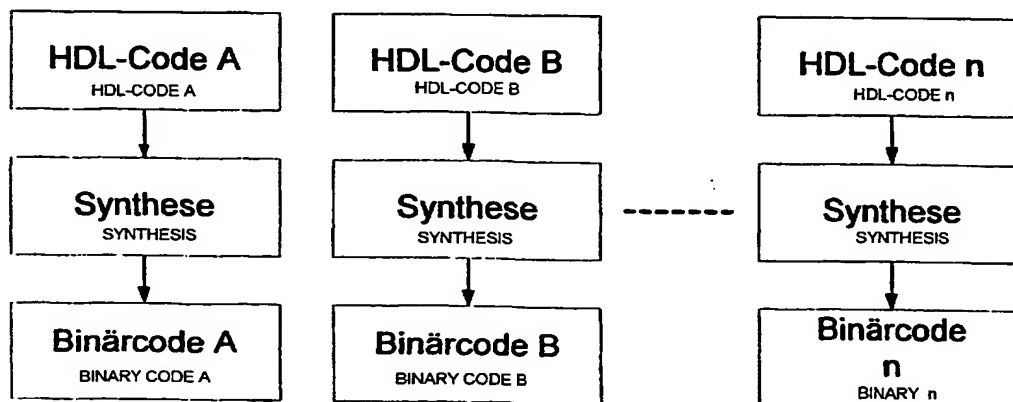 HDL-Code A
HDL-CODE A
HDL-Code B
HDL-CODE B
HDL-Code n
HDL-CODE n
Synthese
SYNTHESIS
Synthese
SYNTHESIS
Synthese
SYNTHESIS
Binärcode A
BINARY CODE A
Binärcode B
BINARY CODE B
Binärcode
n
BINARY n